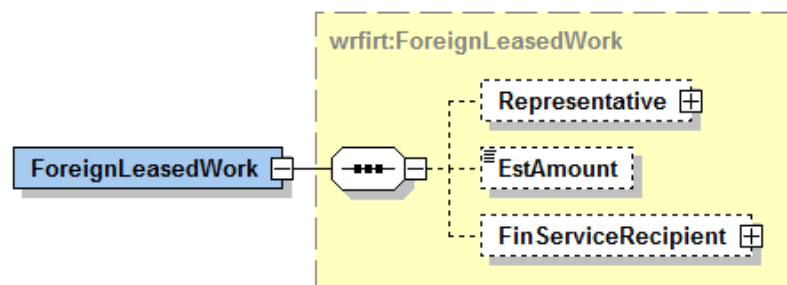 wrfirt:ForeignLeasedWork
Representative
ForeignLeasedWork
EstAmount
FinServiceRecipient